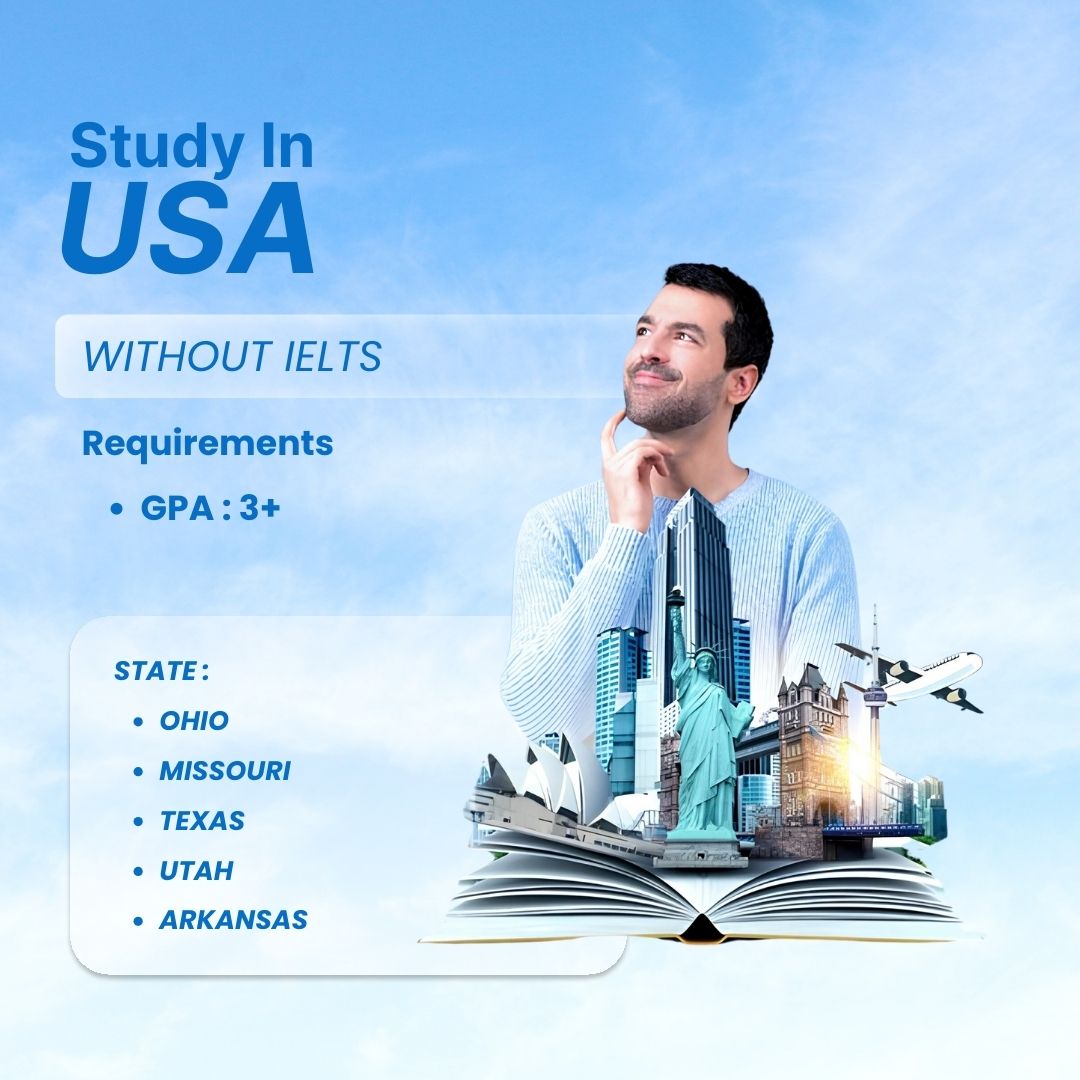 Study In
USA
WITHOUT IELTS
Requirements
• GPA : 3+
STATE :
• OHIO
• MISSOURI
• TEXAS
• UTAH
• ARKANSAS